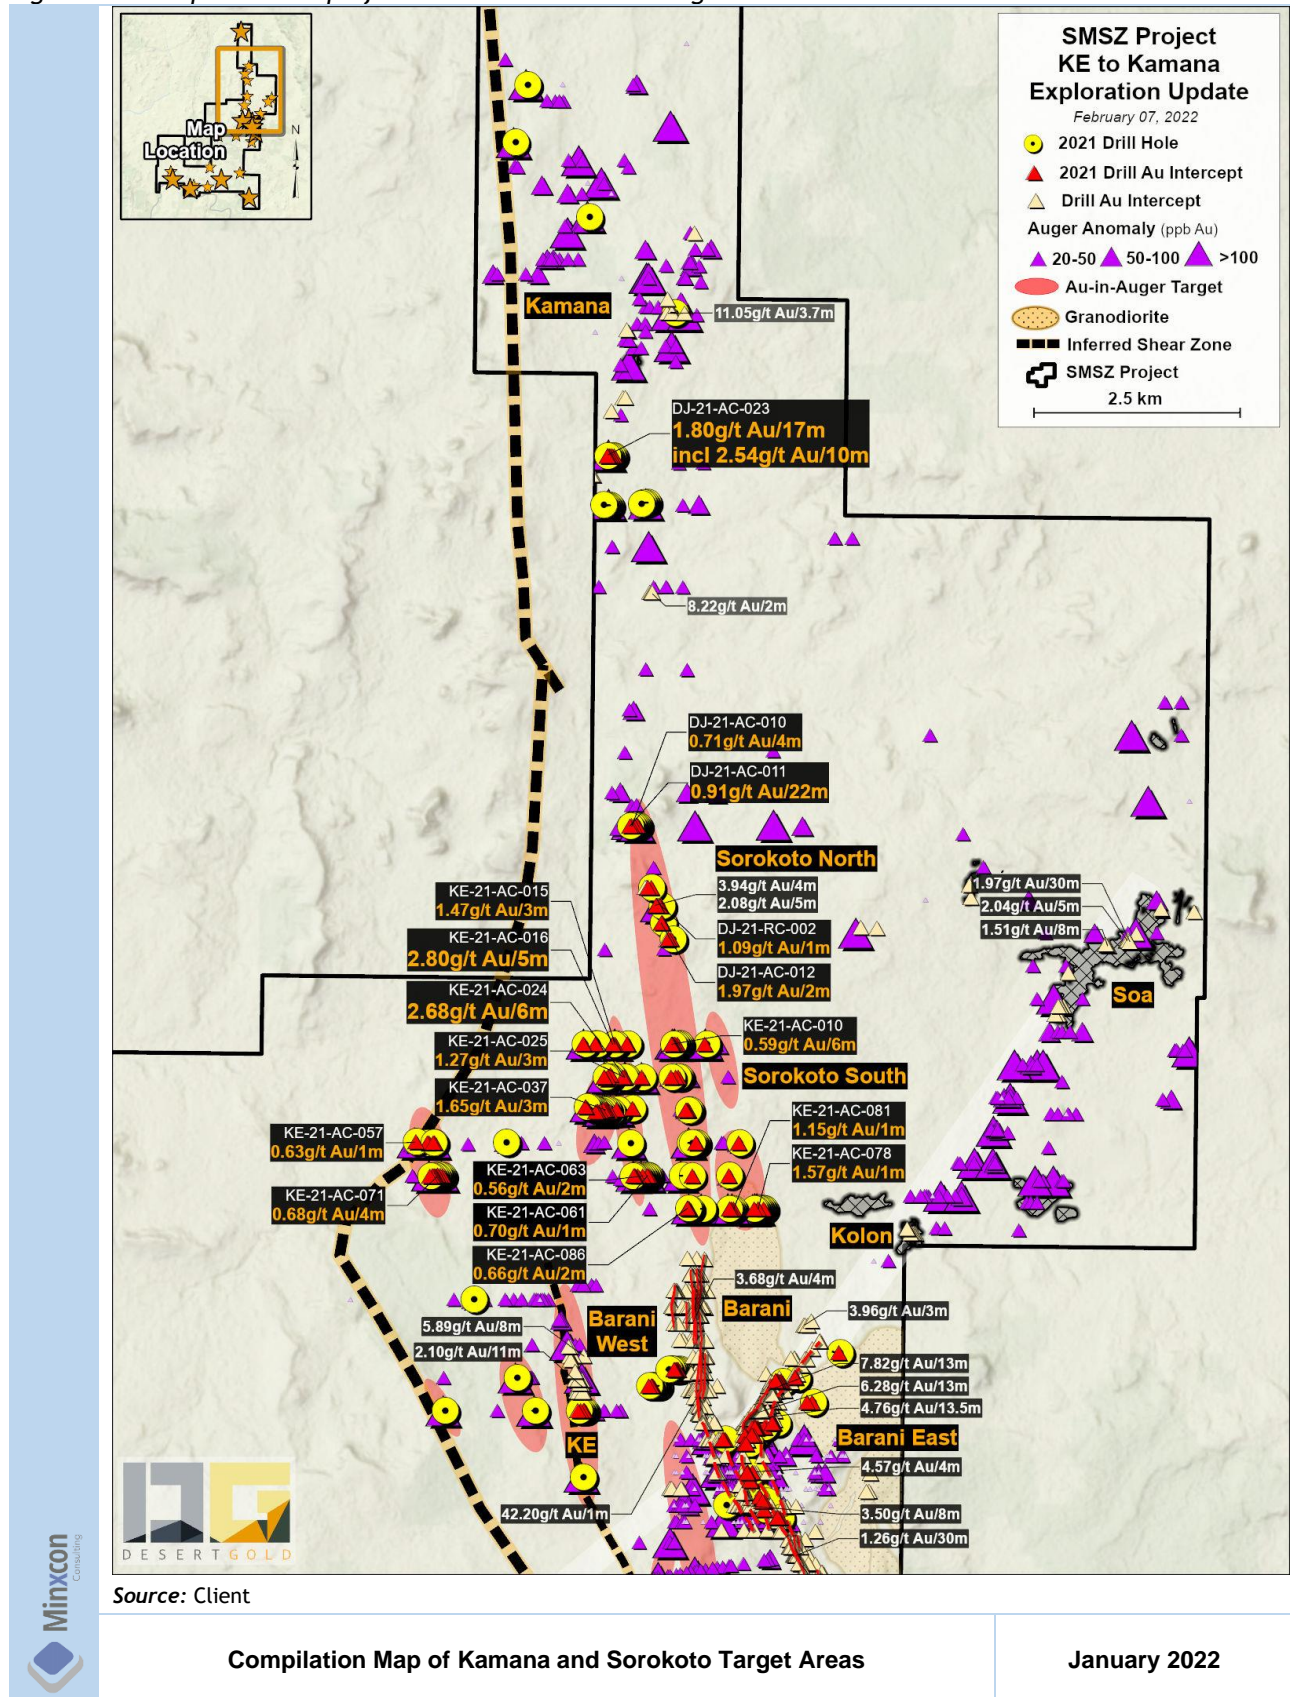 SMSZ Project
KE to Kamana
Exploration Update
February 07, 2022
2021 Drill Hole
2021 Drill Au Intercept
Drill Au Intercept
Auger Anomaly (ppb Au)
20-50 50-100 >100
Au-in-Auger Target
Granodiorite
Inferred Shear Zone
SMSZ Project
2.5 km
Map
Location
N
Kamana
11.05g/t Au/3.7m
DJ-21-AC-023
1.80g/t Au/17m
incl 2.54g/t Au/10m
8.22g/t Au/2m
DJ-21-AC-010
0.71g/t Au/4m
DJ-21-AC-011
0.91g/t Au/22m
Sorokoto North
3.94g/t Au/4m
2.08g/t Au/5m
DJ-21-RC-002
1.09g/t Au/1m
DJ-21-AC-012
1.97g/t Au/2m
1.97g/t Au/30m
2.04g/t Au/5m
1.51g/t Au/8m
Soa
KE-21-AC-015
1.47g/t Au/3m
KE-21-AC-016
2.80g/t Au/5m
KE-21-AC-024
2.68g/t Au/6m
KE-21-AC-025
1.27g/t Au/3m
KE-21-AC-037
1.65g/t Au/3m
KE-21-AC-010
0.59g/t Au/6m
Sorokoto South
KE-21-AC-081
1.15g/t Au/1m
KE-21-AC-078
1.57g/t Au/1m
KE-21-AC-057
0.63g/t Au/1m
KE-21-AC-071
0.68g/t Au/4m
KE-21-AC-063
0.56g/t Au/2m
KE-21-AC-061
0.70g/t Au/1m
KE-21-AC-086
0.66g/t Au/2m
Kolon
3.68g/t Au/4m
Barani
Barani
West
3.96g/t Au/3m
5.89g/t Au/8m
2.10g/t Au/11m
7.82g/t Au/13m
6.28g/t Au/13m
4.76g/t Au/13.5m
Barani East
KE
4.57g/t Au/4m
42.20g/t Au/1m
3.50g/t Au/8m
1.26g/t Au/30m
DESERTGOLD
Minxcon
Consulting
Source: Client
Compilation Map of Kamana and Sorokoto Target Areas
January 2022